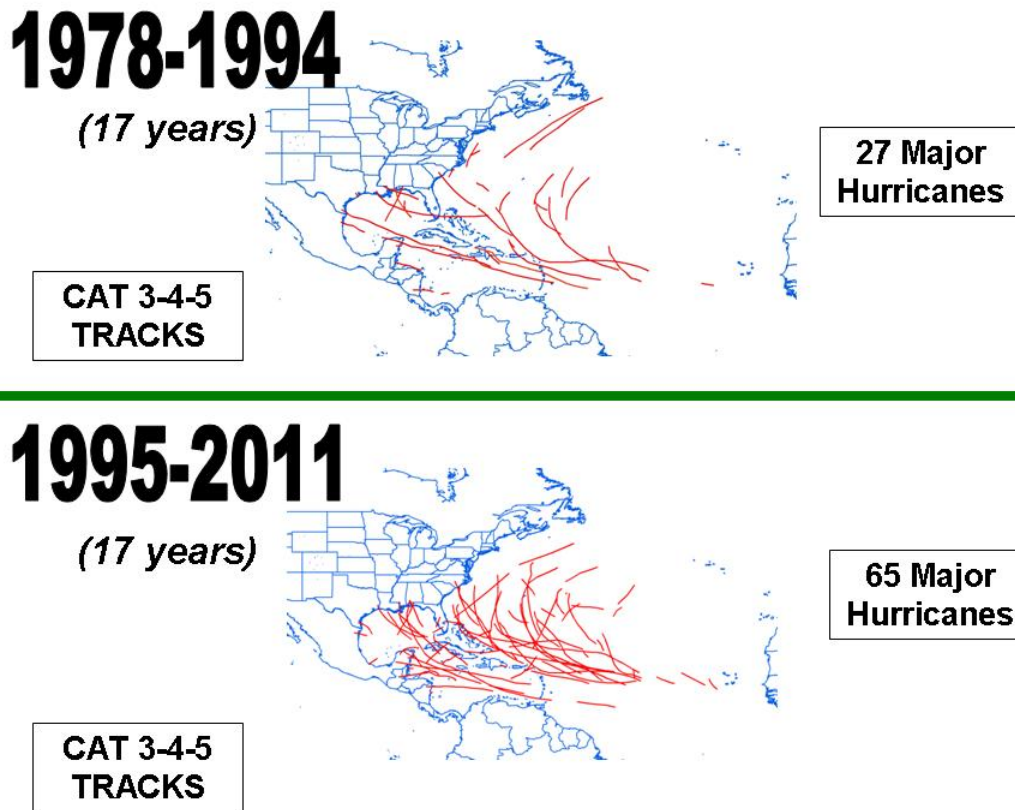 1978-1994
(17 years)
27 Major
Hurricanes
CAT 3-4-5
TRACKS
1995-2011
(17 years)
65 Major
Hurricanes
CAT 3-4-5
TRACKS